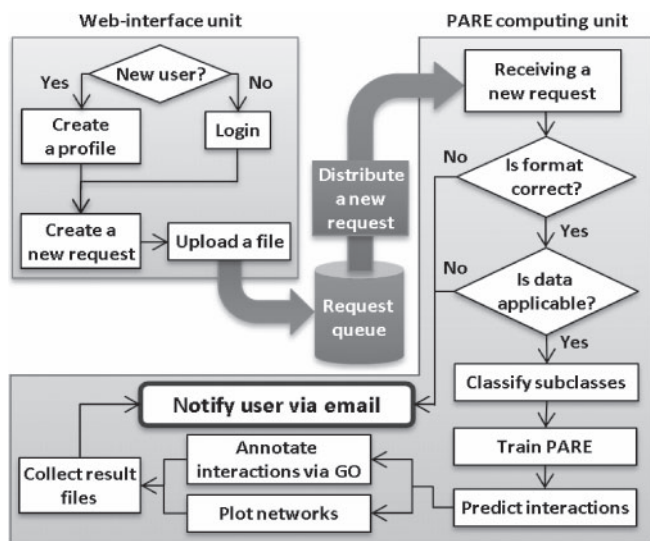 Web-interface unit
New user?
Yes
No
Create
a profile
Login
Create a
new request
Upload a file
Request
queue
Distribute
a new
request
PARE computing unit
Receiving a
new request
Is format
correct?
No
Yes
Is data
applicable?
No
Yes
Classify subclasses
Train PARE
Predict interactions
Annotate
interactions via GO
Plot networks
Collect result
files
Notify user via email